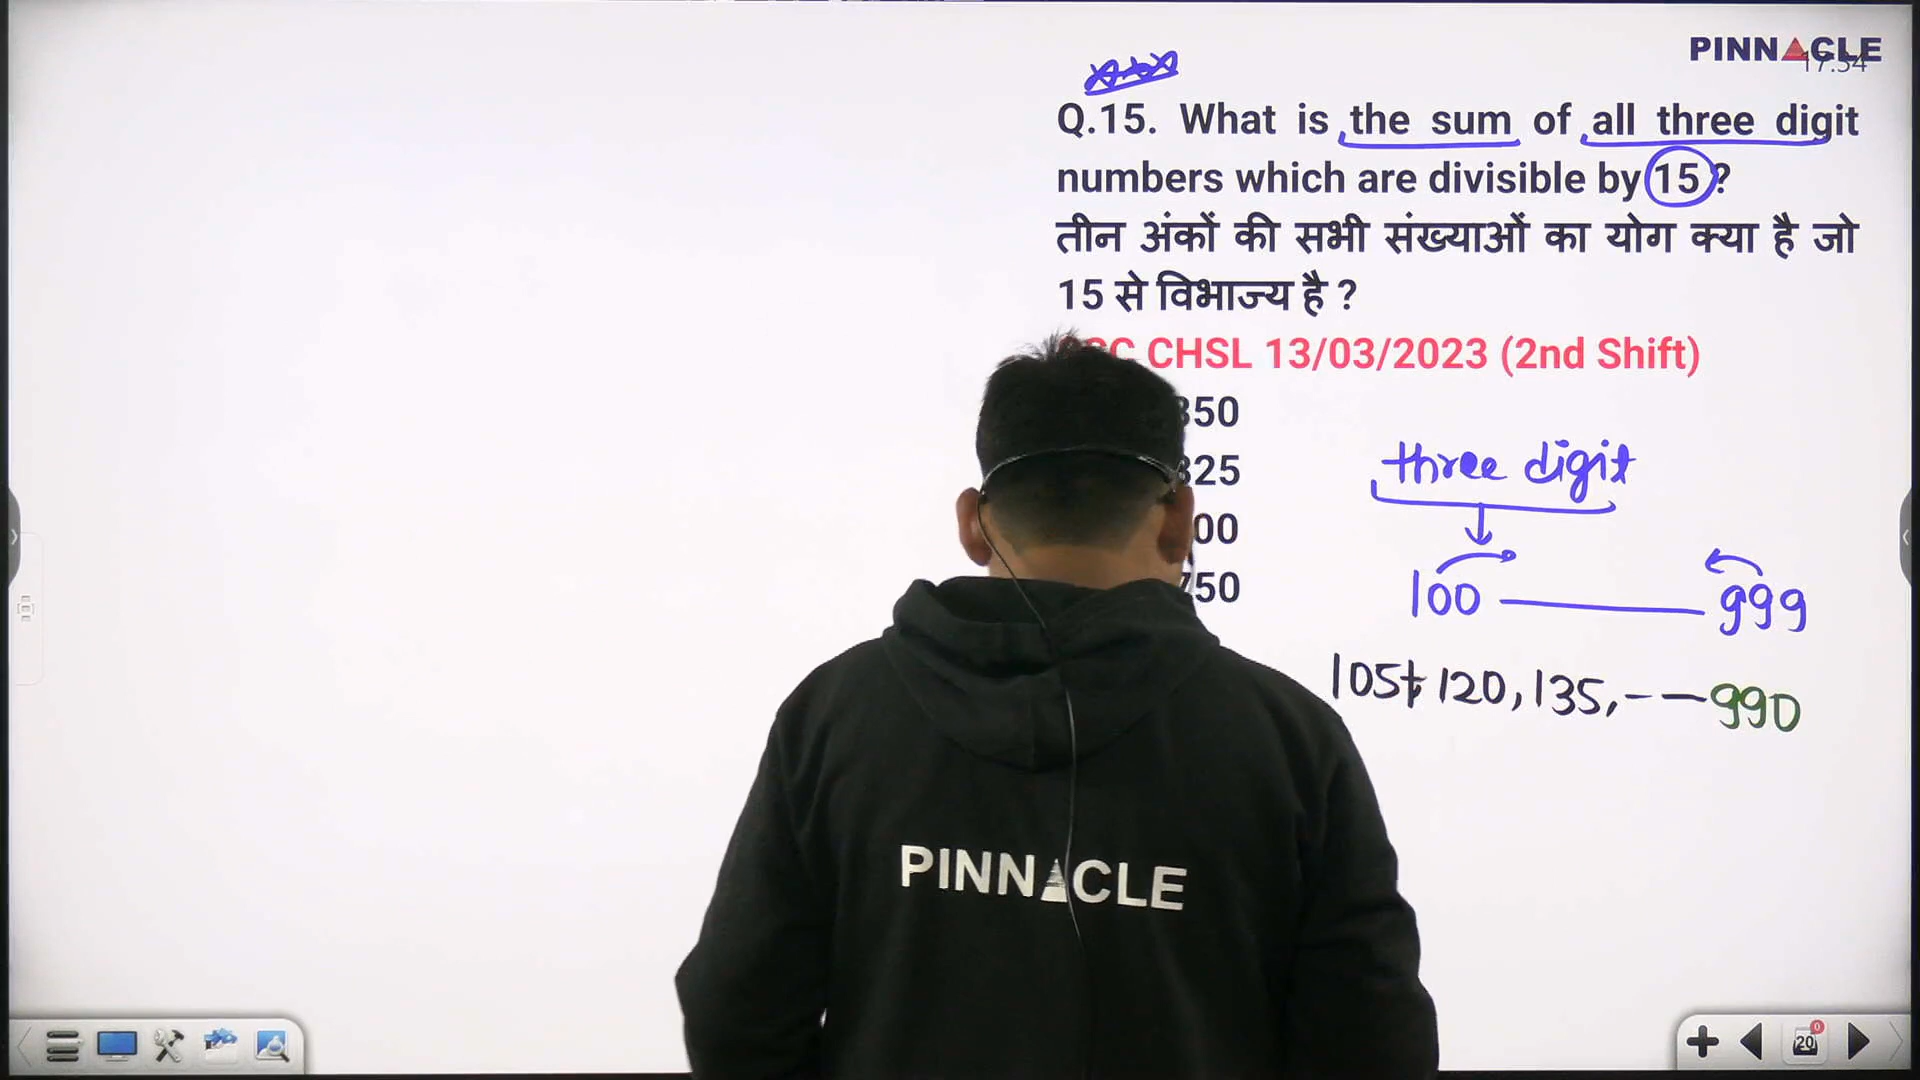 PINNACLE
17:54
Q.15. What is the sum of all three digit
numbers which are divisible by 15 ?
तीन अंकों की सभी संख्याओं का योग क्या है जो
15 से विभाज्य है ?
CHSL 13/03/2023 (2nd Shift)
three digit
100 999
105+ 120, 135, - - 990
PINNACLE
20
0